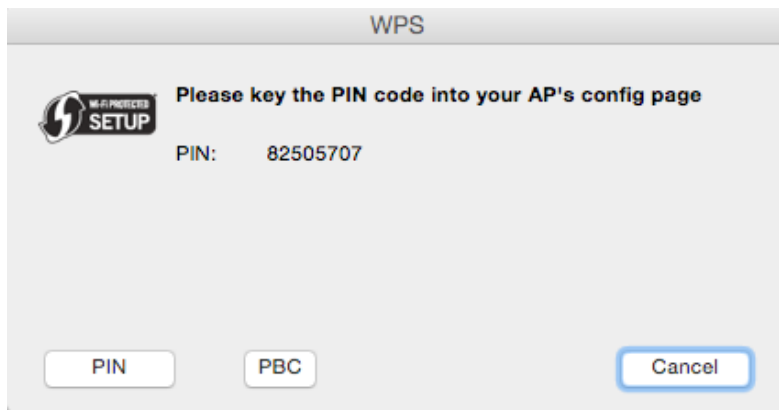 WPS
WI-FI PROTECTED
SETUP
Please key the PIN code into your AP's config page
PIN: 82505707
PIN PBC Cancel